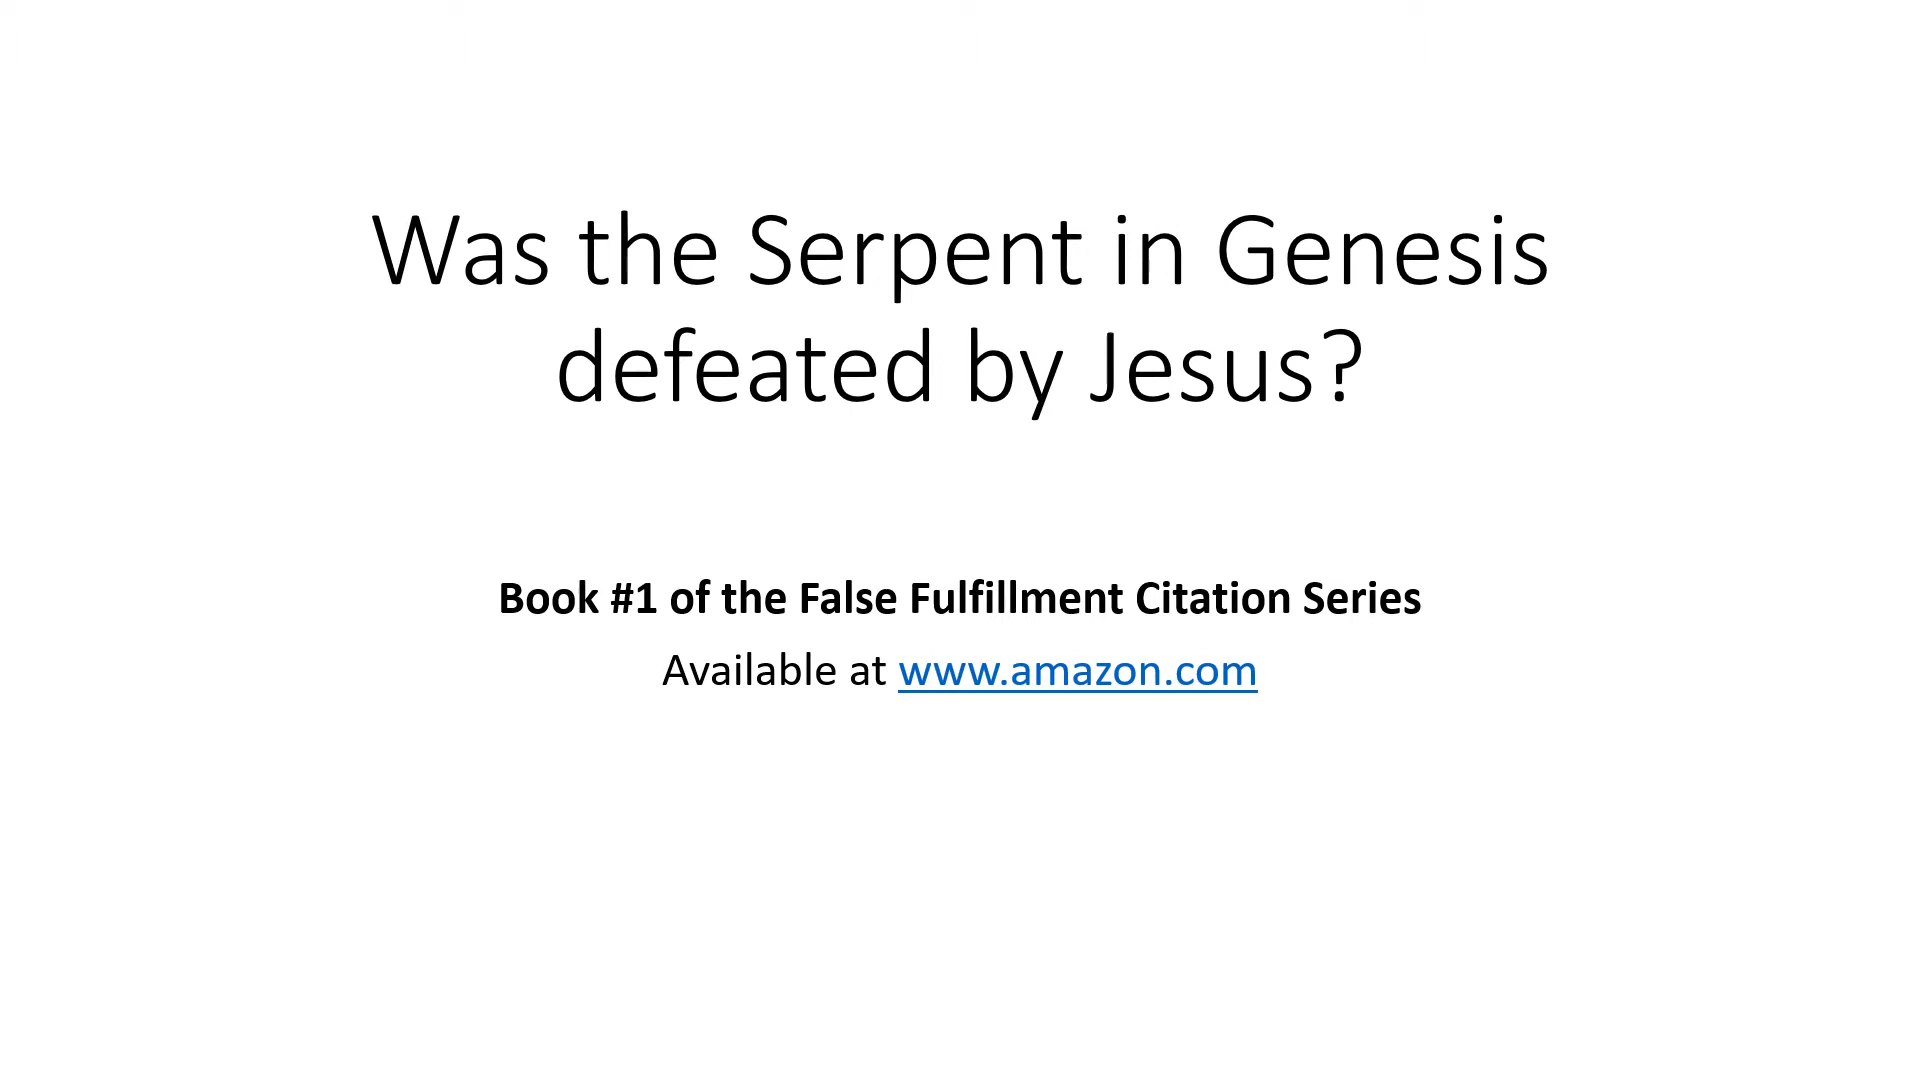 Was the Serpent in Genesis
defeated by Jesus?
Book #1 of the False Fulfillment Citation Series
Available at www.amazon.com